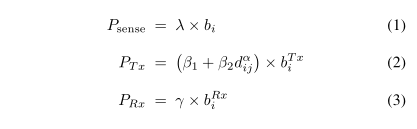 P_sense = λ × b_i (1)
P_Tx = (β_1 + β_2 d_ij^α) × b_i^Tx (2)
P_Rx = γ × b_i^Rx (3)